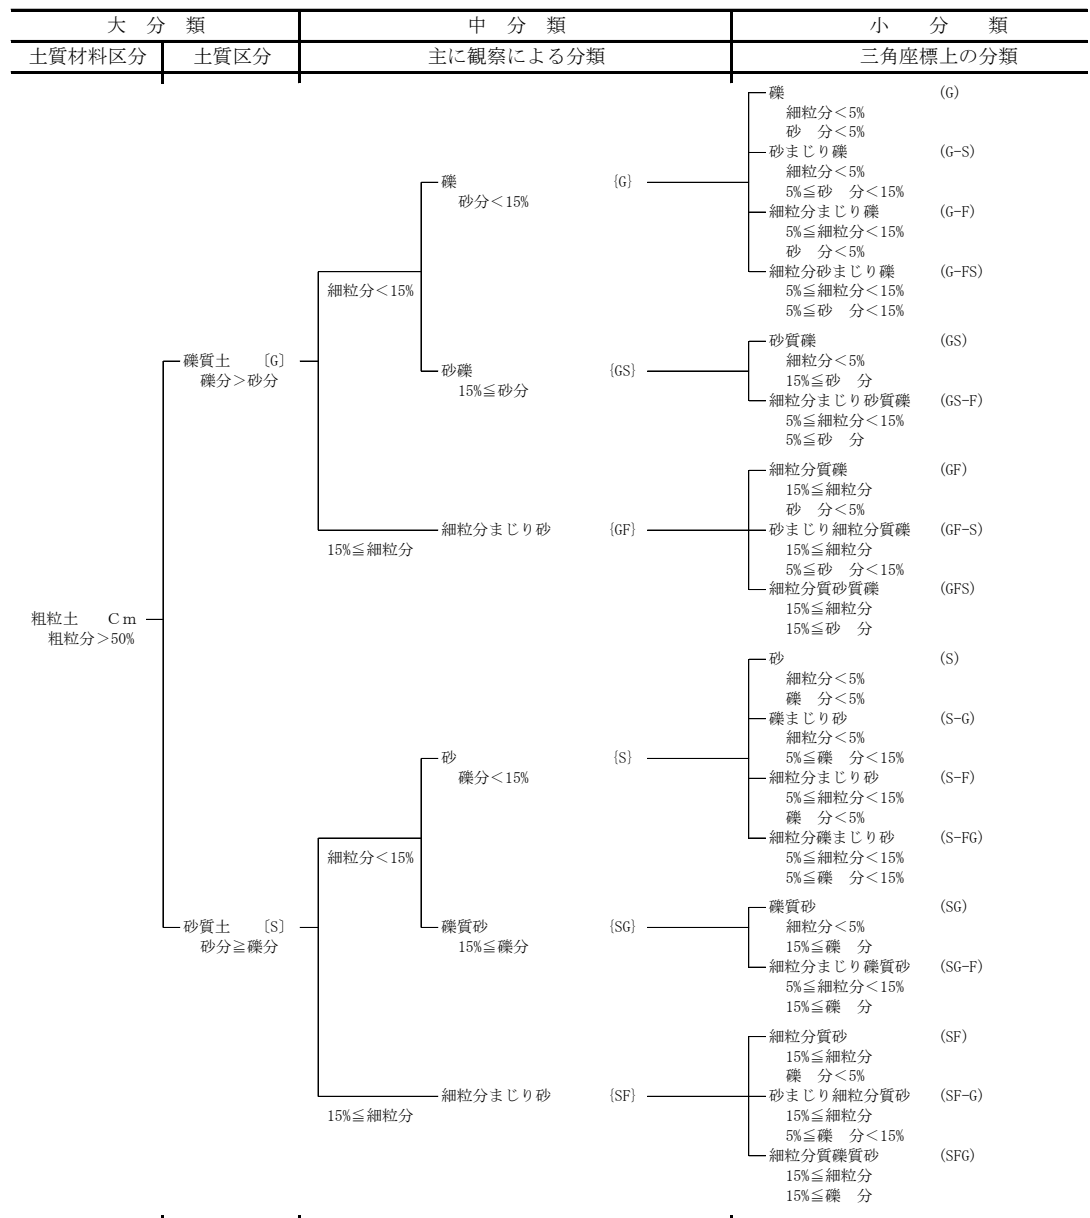 大　分　類　中　分　類　小　分　類
土質材料区分　土質区分　主に観察による分類　三角座標上の分類
礫　(G)
細粒分＜5%
砂　分＜5%
砂まじり礫　(G-S)
細粒分＜5%
5%≦砂　分＜15%
礫　{G}
砂分＜15%
細粒分まじり礫　(G-F)
5%≦細粒分＜15%
砂　分＜5%
細粒分砂まじり礫　(G-FS)
5%≦細粒分＜15%
5%≦砂　分＜15%
細粒分＜15%
砂質礫　(GS)
細粒分＜5%
15%≦砂　分
礫質土　〔G〕
礫分＞砂分
砂礫　{GS}
15%≦砂分
細粒分まじり砂質礫　(GS-F)
5%≦細粒分＜15%
5%≦砂　分
細粒分質礫　(GF)
15%≦細粒分
砂　分＜5%
細粒分まじり砂　{GF}　砂まじり細粒分質礫　(GF-S)
15%≦細粒分　15%≦細粒分
5%≦砂　分＜15%
細粒分質砂質礫　(GFS)
15%≦細粒分
15%≦砂　分
粗粒土　Ｃｍ
粗粒分＞50%
砂　(S)
細粒分＜5%
礫　分＜5%
礫まじり砂　(S-G)
細粒分＜5%
5%≦礫　分＜15%
砂　{S}
礫分＜15%
細粒分まじり砂　(S-F)
5%≦細粒分＜15%
礫　分＜5%
細粒分礫まじり砂　(S-FG)
細粒分＜15%　5%≦細粒分＜15%
5%≦礫　分＜15%
礫質砂　(SG)
砂質土　〔S〕　礫質砂　{SG}　細粒分＜5%
砂分≧礫分　15%≦礫分　15%≦礫　分
細粒分まじり礫質砂　(SG-F)
5%≦細粒分＜15%
15%≦礫　分
細粒分質砂　(SF)
15%≦細粒分
礫　分＜5%
細粒分まじり砂　{SF}　砂まじり細粒分質砂　(SF-G)
15%≦細粒分　15%≦細粒分
5%≦礫　分＜15%
細粒分質礫質砂　(SFG)
15%≦細粒分
15%≦礫　分